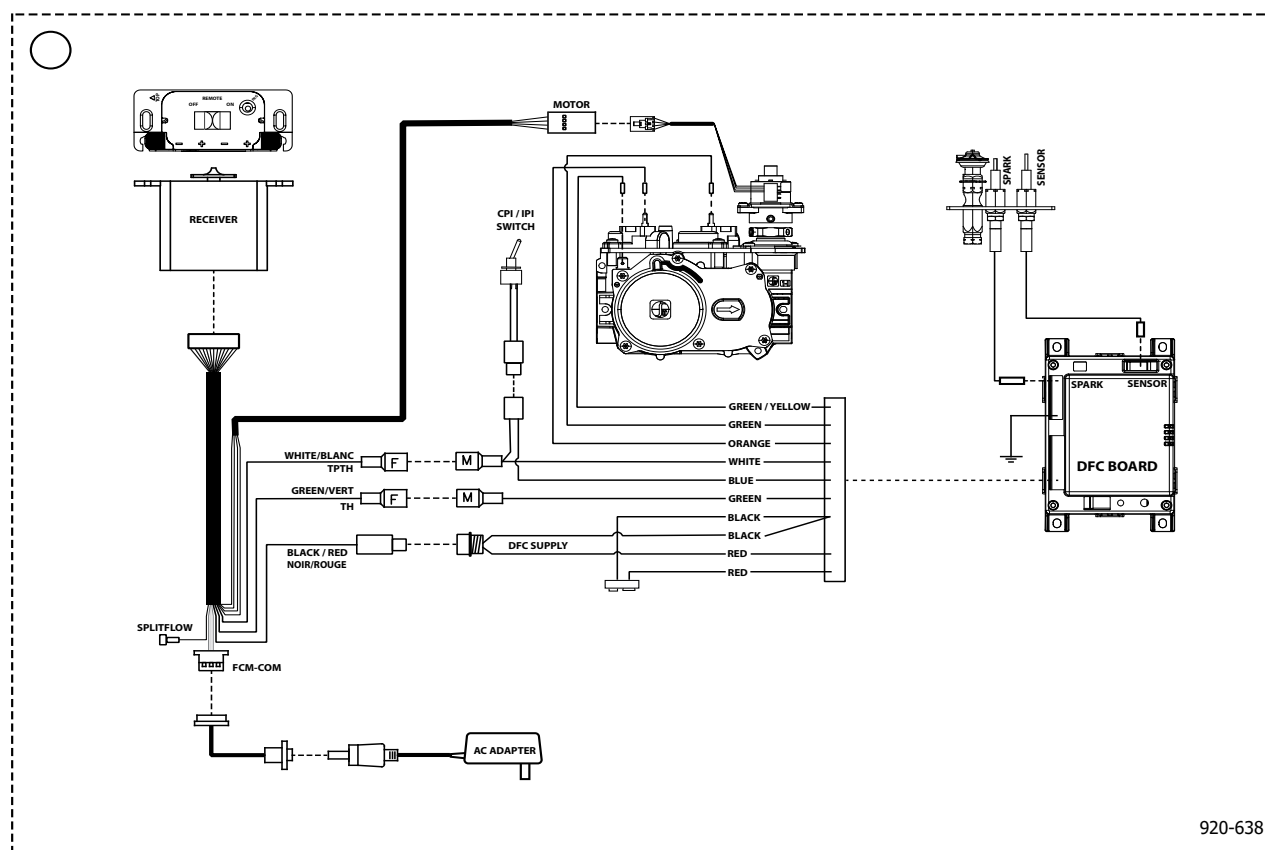 TOP
REMOTE
OFF ON
- + - +
RECEIVER
MOTOR
CPI / IPI
SWITCH
SPARK
SENSOR
SPARK SENSOR
DFC BOARD
GREEN / YELLOW
GREEN
ORANGE
WHITE
BLUE
GREEN
BLACK
BLACK
RED
RED
WHITE/BLANC
TPTH
F M
GREEN/VERT
TH
F M
BLACK / RED
NOIR/ROUGE
DFC SUPPLY
SPLITFLOW
FCM-COM
AC ADAPTER
920-638